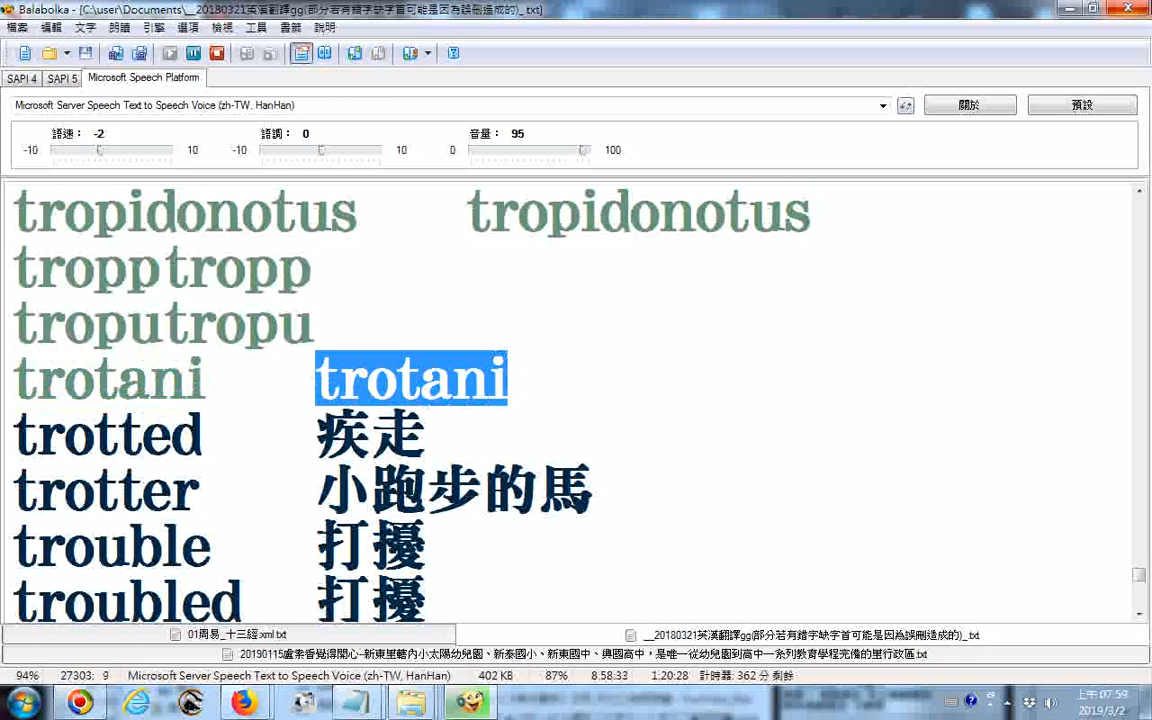 Balabolka - [C:\user\Documents\__20180321英漢翻譯gg(部分若有錯字缺字首可能是因為誤刪造成的)_.txt]
檔案 編輯 文字 朗讀 引擎 選項 檢視 工具 書籤 說明
SAPI 4 SAPI 5 Microsoft Speech Platform
Microsoft Server Speech Text to Speech Voice (zh-TW, HanHan) 關於 預設
語速： -2 語調： 0 音量： 95
-10 10 -10 10 0 100
tropidonotus tropidonotus
tropptropp
troputropu
trotani trotani
trotted 疾走
trotter 小跑步的馬
trouble 打擾
troubled 打擾
01周易_十三經.xml.txt __20180321英漢翻譯gg(部分若有錯字缺字首可能是因為誤刪造成的)_.txt
20190115盧素香覺得開心-新東里轄內小太陽幼兒園、新泰國小、新東國中、興國高中，是唯一從幼兒園到高中一系列教育學程完備的里行政區.txt
94% 27303: 9 Microsoft Server Speech Text to Speech Voice (zh-TW, HanHan) 402 KB 87% 8:58:33 1:20:28 計時器: 362 分 剩餘
上午 07:59
2019/3/2